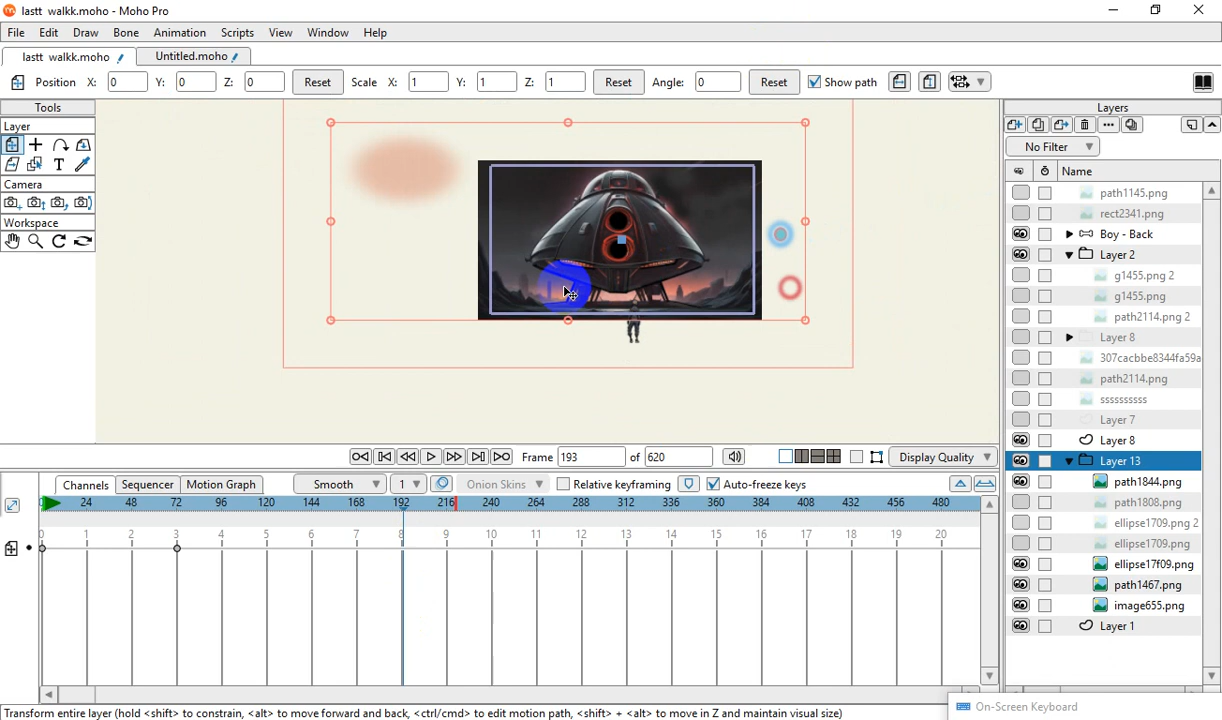 lastt  walkk.moho - Moho Pro
File Edit Draw Bone Animation Scripts View Window Help
lastt  walkk.moho Untitled.moho
Position X: 0 Y: 0 Z: 0 Reset Scale X: 1 Y: 1 Z: 1 Reset Angle: 0 Reset Show path
Tools
Layer
T
Camera
Workspace
Layers
No Filter
Name
path1145.png
rect2341.png
Boy - Back
Layer 2
g1455.png 2
g1455.png
path2114.png 2
Layer 8
307cacbbe8344fa59a
path2114.png
ssssssssss
Layer 7
Layer 8
Layer 13
path1844.png
path1808.png
ellipse1709.png 2
ellipse1709.png
ellipse17f09.png
path1467.png
image655.png
Layer 1
Frame 193 of 620 Display Quality
Channels Sequencer Motion Graph Smooth 1 Onion Skins Relative keyframing Auto-freeze keys
24 48 72 96 120 144 168 192 216 240 264 288 312 336 360 384 408 432 456 480
0 1 2 3 4 5 6 7 8 9 10 11 12 13 14 15 16 17 18 19 20
Transform entire layer (hold <shift> to constrain, <alt> to move forward and back, <ctrl/cmd> to edit motion path, <shift> + <alt> to move in Z and maintain visual size)
On-Screen Keyboard